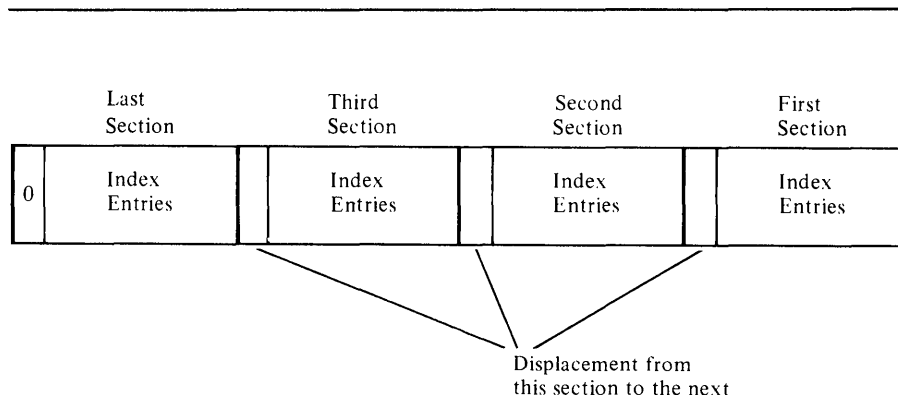 Last
Section
Third
Section
Second
Section
First
Section
0
Index
Entries
Index
Entries
Index
Entries
Index
Entries
Displacement from
this section to the next